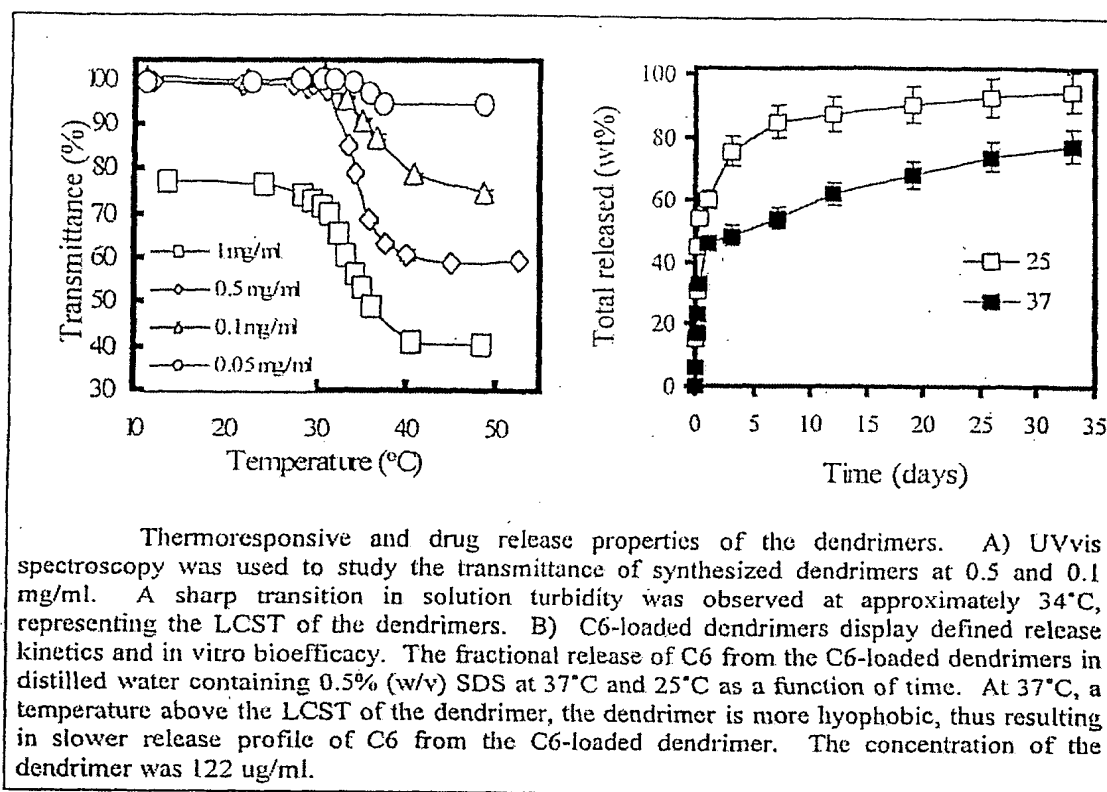 100
90
80
70
60
50
40
30
Transmittance (%)
1mg/ml
0.5 mg/ml
0.1mg/ml
0.05mg/ml
10 20 30 40 50
Temperature (°C)
100
80
60
40
20
0
Total released (wt%)
25
37
0 5 10 15 20 25 30 35
Time (days)
Thermoresponsive and drug release properties of the dendrimers. A) UVvis
spectroscopy was used to study the transmittance of synthesized dendrimers at 0.5 and 0.1
mg/ml. A sharp transition in solution turbidity was observed at approximately 34°C,
representing the LCST of the dendrimers. B) C6-loaded dendrimers display defined release
kinetics and in vitro bioefficacy. The fractional release of C6 from the C6-loaded dendrimers in
distilled water containing 0.5% (w/v) SDS at 37°C and 25°C as a function of time. At 37°C, a
temperature above the LCST of the dendrimer, the dendrimer is more hyophobic, thus resulting
in slower release profile of C6 from the C6-loaded dendrimer. The concentration of the
dendrimer was 122 ug/ml.